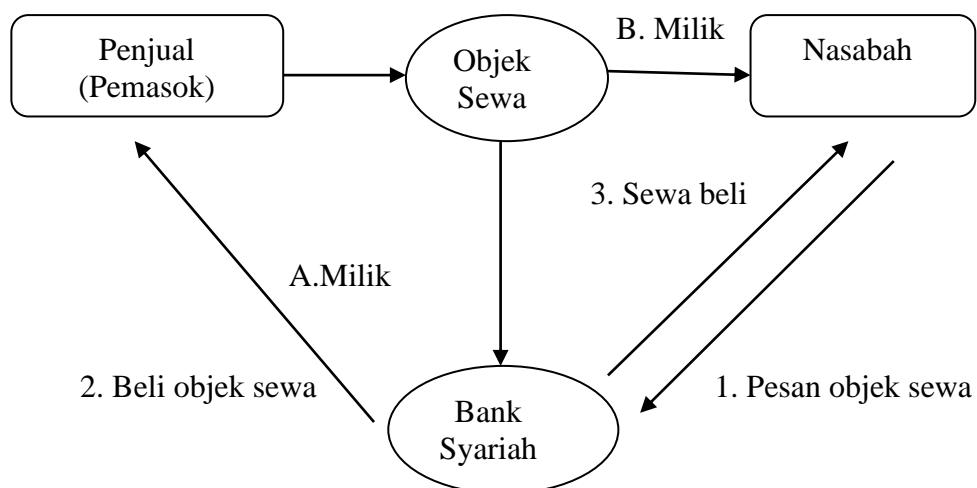 Penjual
(Pemasok)
Objek
Sewa
B. Milik
Nasabah
3. Sewa beli
A.Milik
2. Beli objek sewa
1. Pesan objek sewa
Bank
Syariah